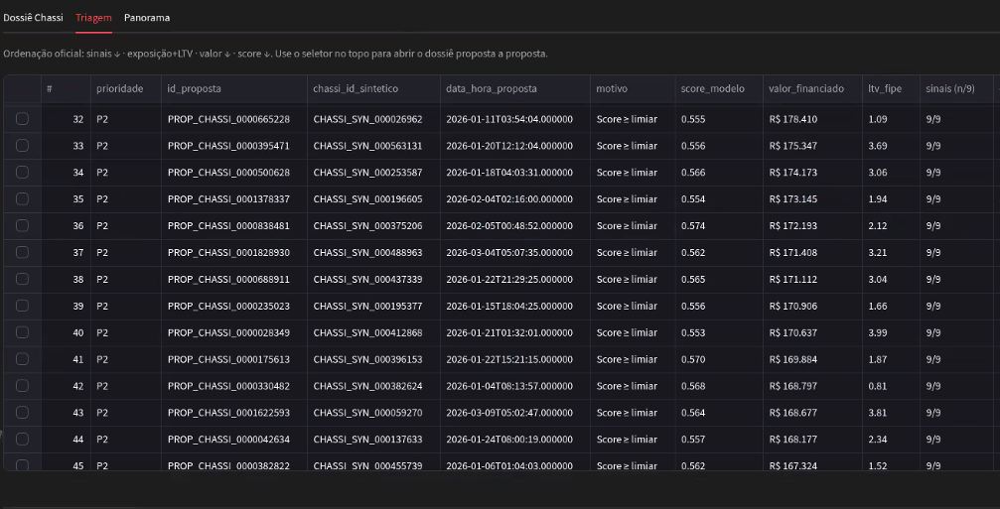 Dossiê Chassi Triagem Panorama
Ordenação oficial: sinais ↓ · exposição+LTV · valor ↓ · score ↓. Use o seletor no topo para abrir o dossiê proposta a proposta.
# prioridade id_proposta chassi_id_sintetico data_hora_proposta motivo score_modelo valor_financiado ltv_fipe sinais (n/9)
32 P2 PROP_CHASSI_0000665228 CHASSI_SYN_000026962 2026-01-11T03:54:04.000000 Score ≥ limiar 0.555 R$ 178.410 1.09 9/9
33 P2 PROP_CHASSI_0000395471 CHASSI_SYN_000563131 2026-01-20T12:12:04.000000 Score ≥ limiar 0.556 R$ 175.347 3.69 9/9
34 P2 PROP_CHASSI_0000500628 CHASSI_SYN_000253587 2026-01-18T04:03:31.000000 Score ≥ limiar 0.566 R$ 174.173 3.06 9/9
35 P2 PROP_CHASSI_0001378337 CHASSI_SYN_000196605 2026-02-04T02:16:00.000000 Score ≥ limiar 0.554 R$ 173.145 1.94 9/9
36 P2 PROP_CHASSI_0000838481 CHASSI_SYN_000375206 2026-02-05T00:48:52.000000 Score ≥ limiar 0.574 R$ 172.193 2.12 9/9
37 P2 PROP_CHASSI_0001828930 CHASSI_SYN_000488963 2026-03-04T05:07:35.000000 Score ≥ limiar 0.562 R$ 171.408 3.21 9/9
38 P2 PROP_CHASSI_0000688911 CHASSI_SYN_000437339 2026-01-22T21:29:25.000000 Score ≥ limiar 0.565 R$ 171.112 3.04 9/9
39 P2 PROP_CHASSI_0000235023 CHASSI_SYN_000195377 2026-01-15T18:04:25.000000 Score ≥ limiar 0.556 R$ 170.906 1.66 9/9
40 P2 PROP_CHASSI_0000028349 CHASSI_SYN_000412868 2026-01-21T01:32:01.000000 Score ≥ limiar 0.553 R$ 170.637 3.99 9/9
41 P2 PROP_CHASSI_0000175613 CHASSI_SYN_000396153 2026-01-22T15:21:15.000000 Score ≥ limiar 0.570 R$ 169.884 1.87 9/9
42 P2 PROP_CHASSI_0000330482 CHASSI_SYN_000382624 2026-01-04T08:13:57.000000 Score ≥ limiar 0.568 R$ 168.797 0.81 9/9
43 P2 PROP_CHASSI_0001622593 CHASSI_SYN_000059270 2026-03-09T05:02:47.000000 Score ≥ limiar 0.564 R$ 168.677 3.81 9/9
44 P2 PROP_CHASSI_0000042634 CHASSI_SYN_000137633 2026-01-24T08:00:19.000000 Score ≥ limiar 0.557 R$ 168.177 2.34 9/9
45 P2 PROP_CHASSI_0000382822 CHASSI_SYN_000455739 2026-01-06T01:04:03.000000 Score ≥ limiar 0.562 R$ 167.324 1.52 9/9